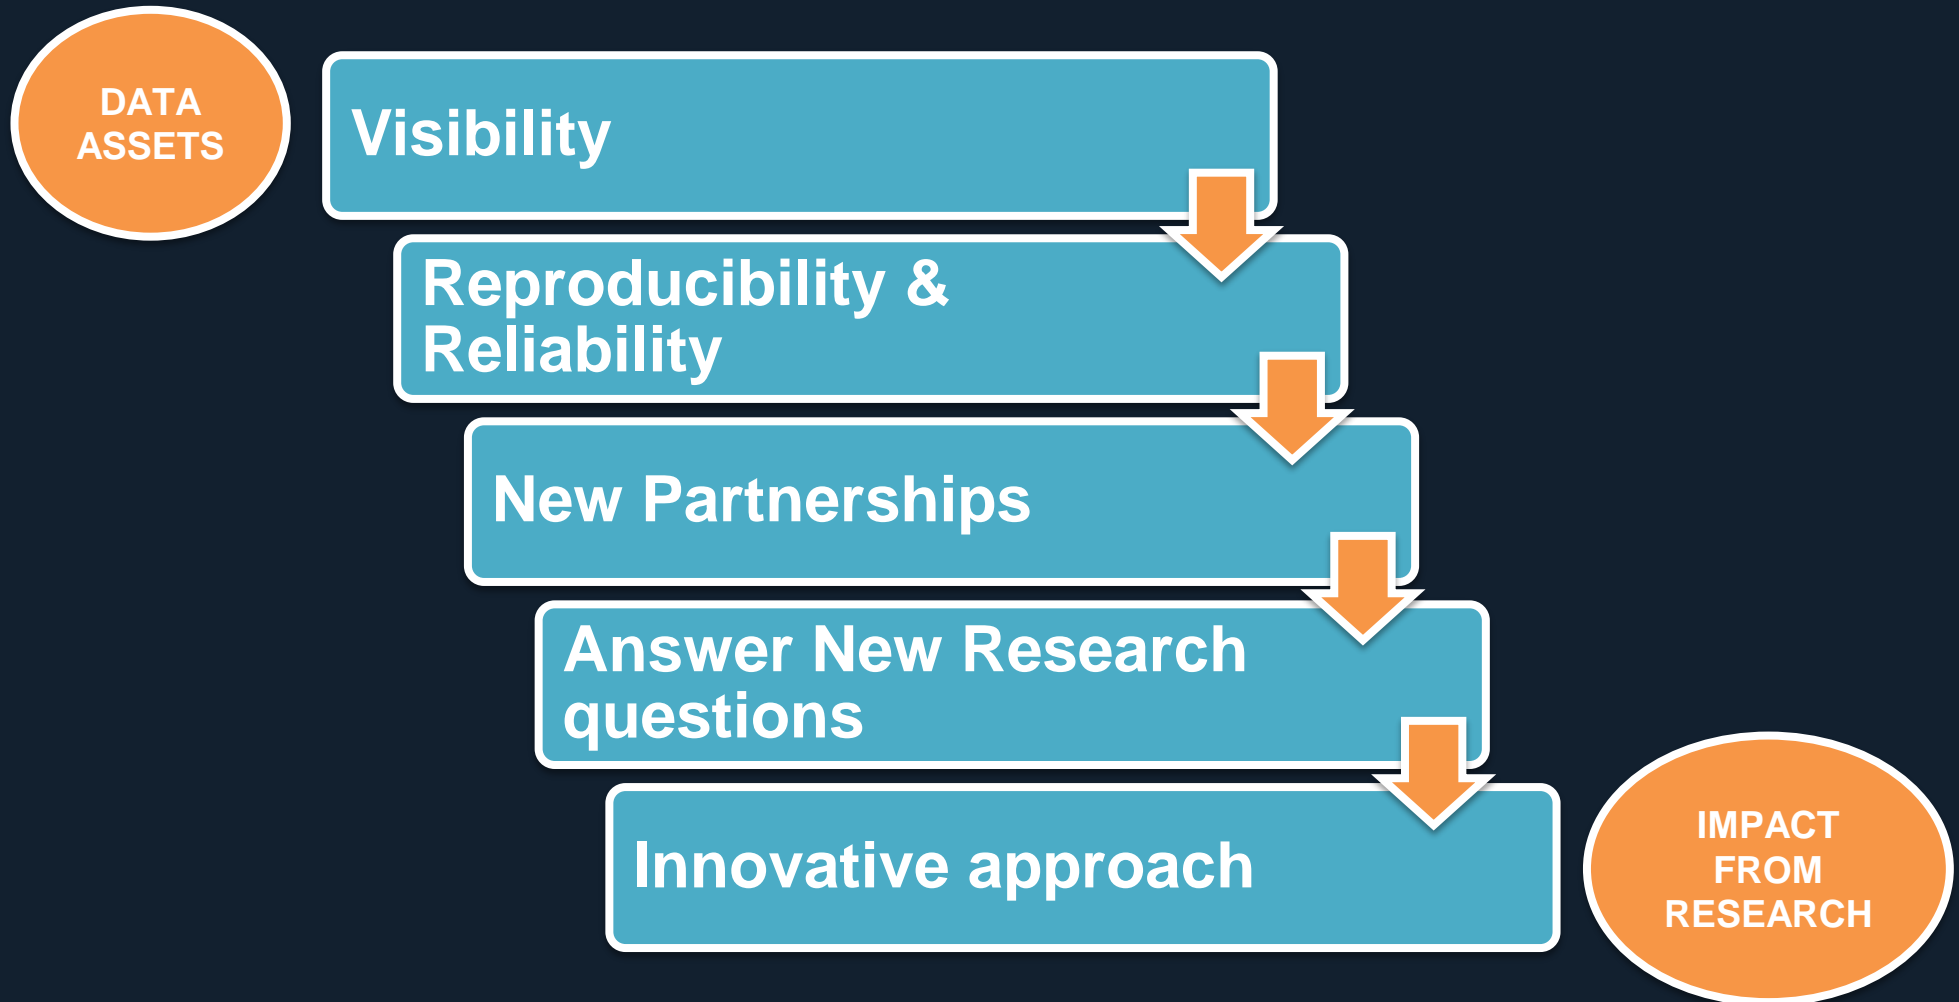 DATA
ASSETS
Visibility
Reproducibility &
Reliability
New Partnerships
Answer New Research
questions
Innovative approach
IMPACT
FROM
RESEARCH